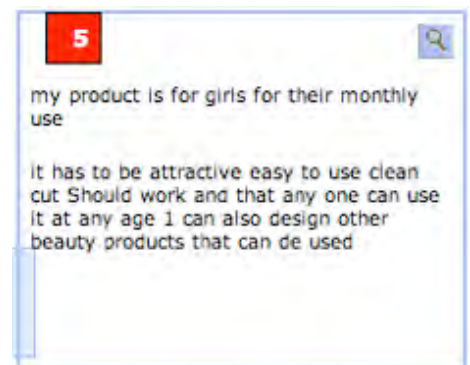 5
my product is for girls for their monthly
use
it has to be attractive easy to use clean
cut Should work and that any one can use
it at any age 1 can also design other
beauty products that can de used